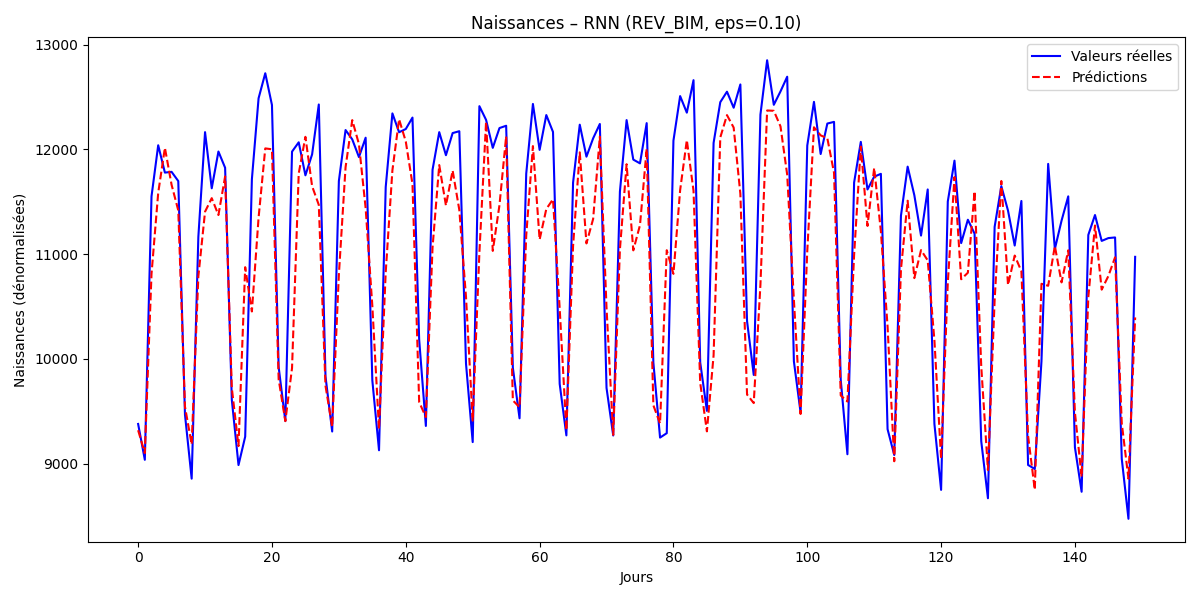 Naissances – RNN (REV_BIM, eps=0.10)
Valeurs réelles
Prédictions
Naissances (dénormalisées)
13000
12000
11000
10000
9000
0 20 40 60 80 100 120 140
Jours